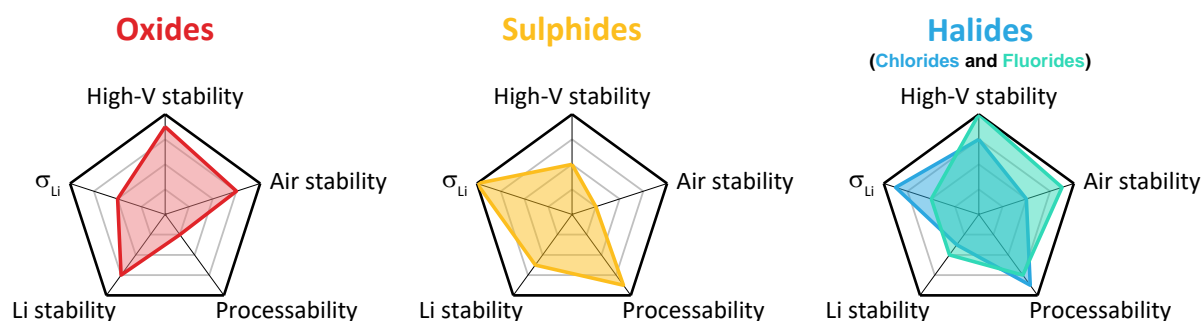 Oxides
High-V stability
σLi
Air stability
Li stability
Processability
Sulphides
High-V stability
σLi
Air stability
Li stability
Processability
Halides
(Chlorides and Fluorides)
High-V stability
σLi
Air stability
Li stability
Processability